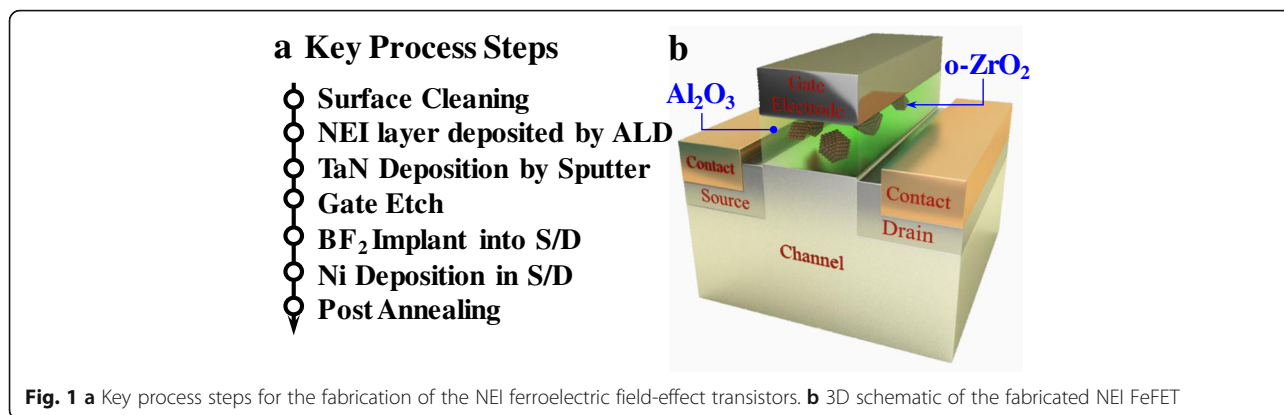 a Key Process Steps
Surface Cleaning
NEI layer deposited by ALD
TaN Deposition by Sputter
Gate Etch
BF₂ Implant into S/D
Ni Deposition in S/D
Post Annealing
b
o-ZrO₂
Al₂O₃
Gate
Electrode
Contact
Source
Contact
Drain
Channel
Fig. 1 a Key process steps for the fabrication of the NEI ferroelectric field-effect transistors. b 3D schematic of the fabricated NEI FeFET